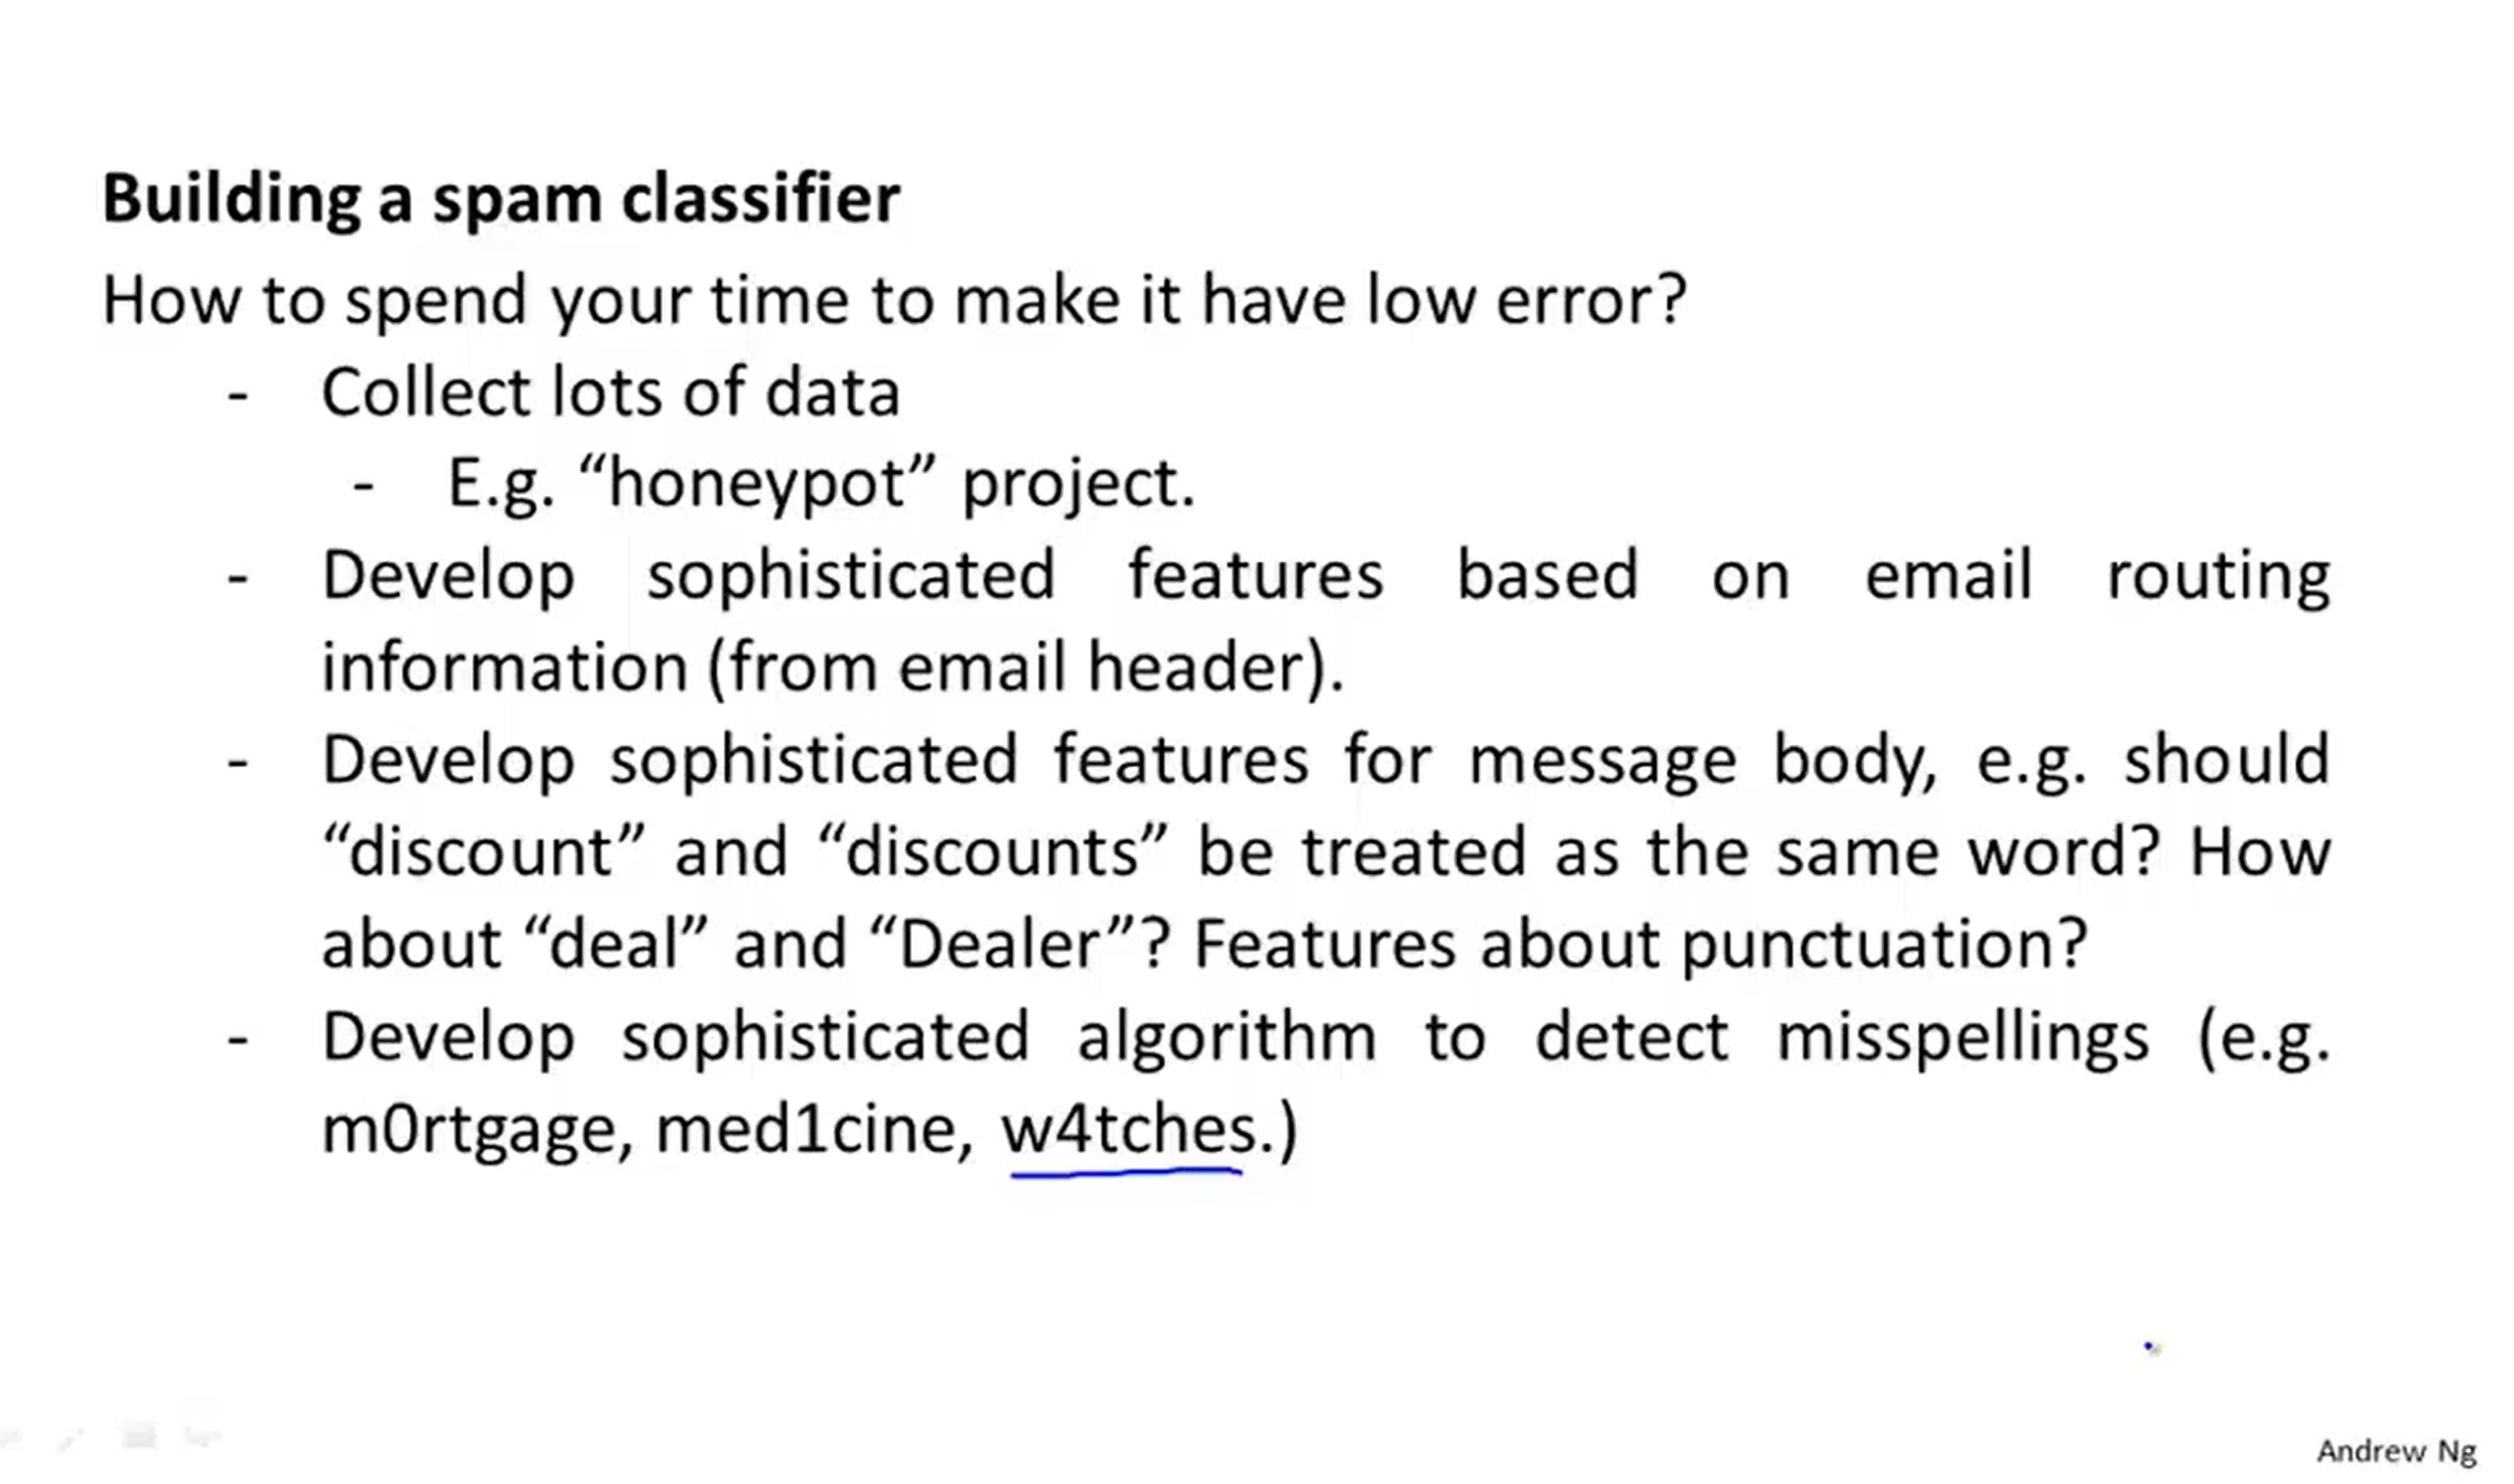 Building a spam classifier
How to spend your time to make it have low error?
- Collect lots of data
- E.g. “honeypot” project.
- Develop sophisticated features based on email routing
information (from email header).
- Develop sophisticated features for message body, e.g. should
“discount” and “discounts” be treated as the same word? How
about “deal” and “Dealer”? Features about punctuation?
- Develop sophisticated algorithm to detect misspellings (e.g.
m0rtgage, med1cine, w4tches.)
Andrew Ng